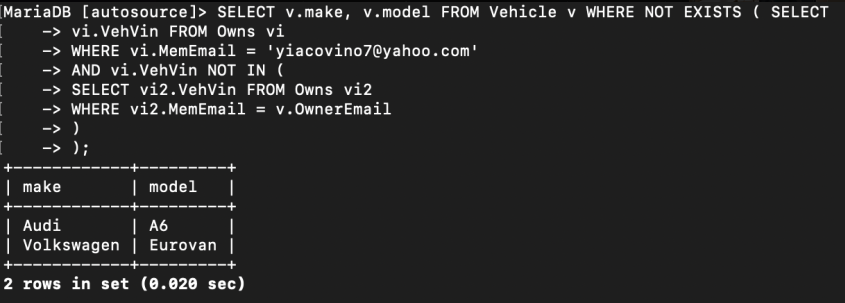 [MariaDB [autosource]> SELECT v.make, v.model FROM Vehicle v WHERE NOT EXISTS ( SELECT
[    -> vi.VehVin FROM Owns vi
[    -> WHERE vi.MemEmail = 'yiacovino7@yahoo.com'
[    -> AND vi.VehVin NOT IN (
[    -> SELECT vi2.VehVin FROM Owns vi2
[    -> WHERE vi2.MemEmail = v.OwnerEmail
[    -> )
[    -> );
+------------+---------+
| make       | model   |
+------------+---------+
| Audi       | A6      |
| Volkswagen | Eurovan |
+------------+---------+
2 rows in set (0.020 sec)